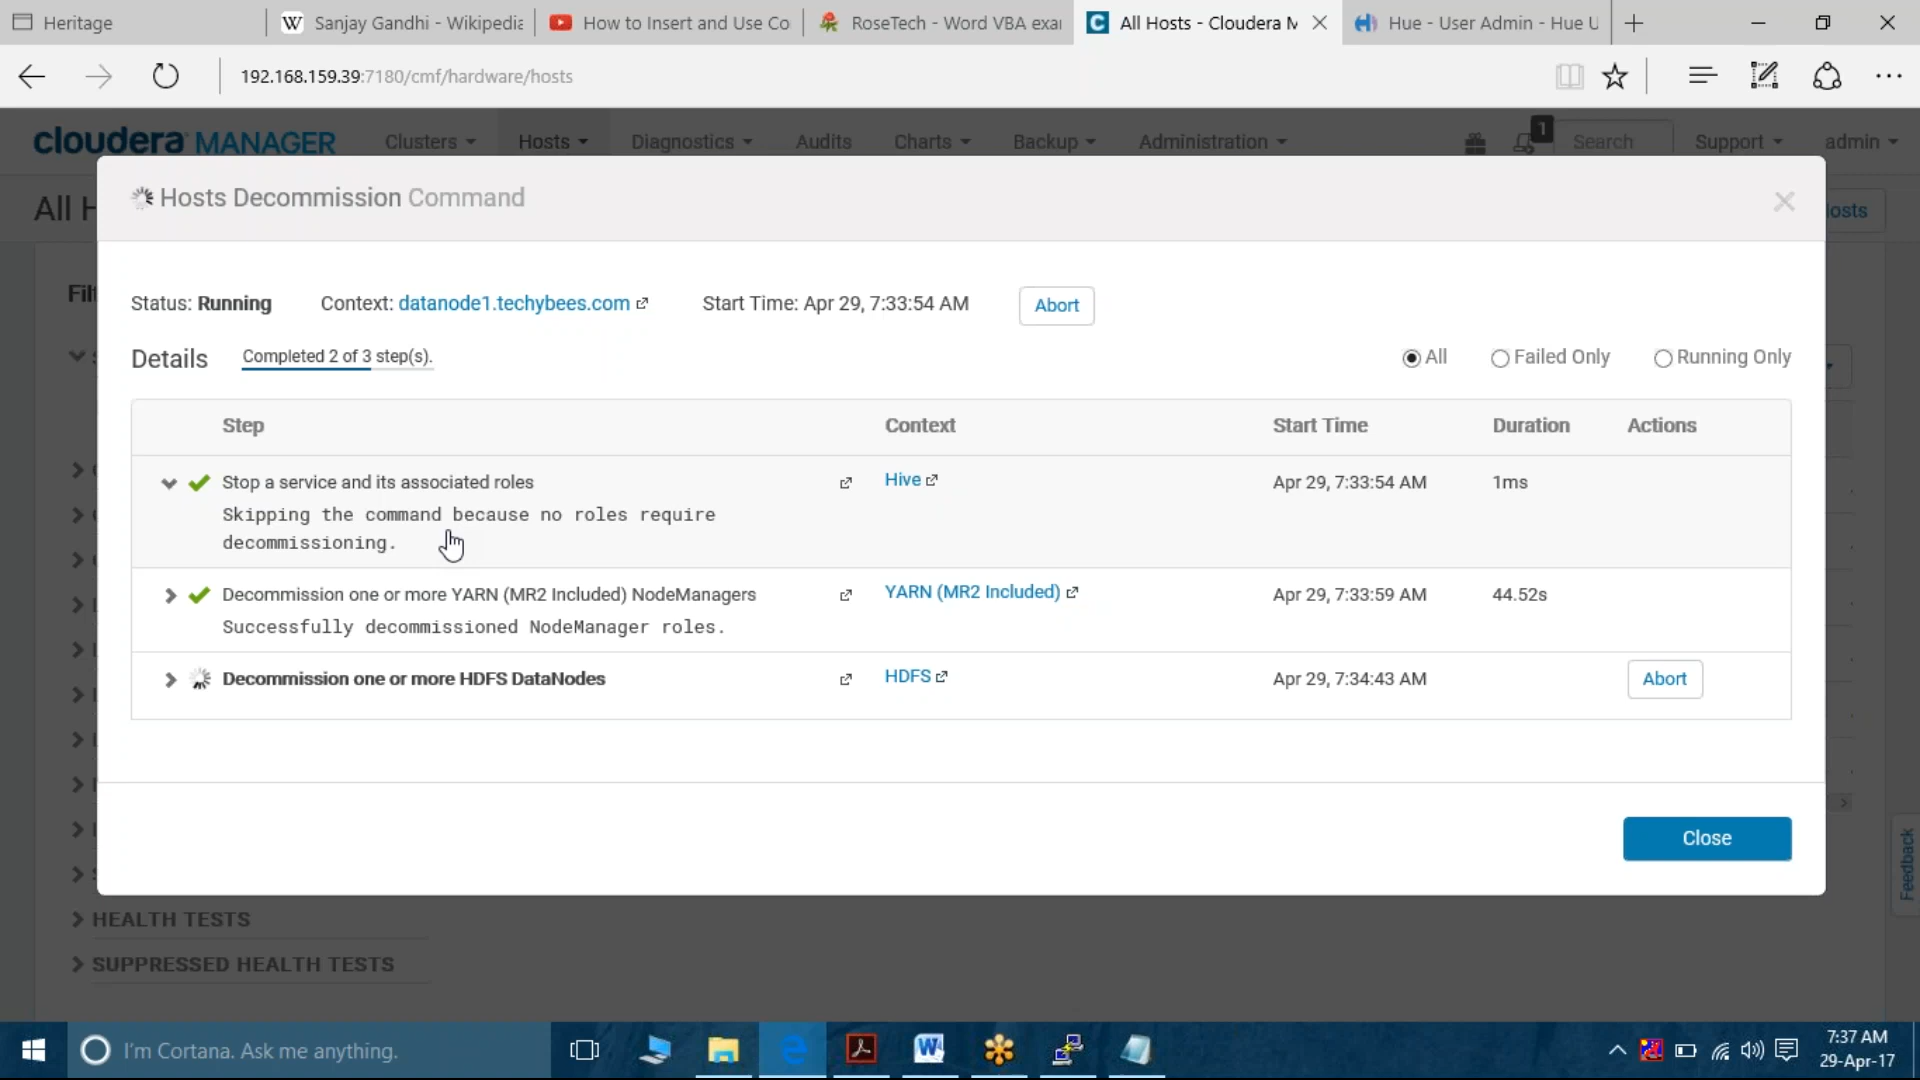 Heritage
Sanjay Gandhi - Wikipedia
How to Insert and Use Co
RoseTech - Word VBA exa
All Hosts - Cloudera M
Hue - User Admin - Hue U
192.168.159.39:7180/cmf/hardware/hosts
cloudera MANAGER
Clusters
Hosts
Diagnostics
Audits
Charts
Backup
Administration
1
Search
Support
admin
All H
Hosts Decommission Command
osts
Filt
Status: Running
Context: datanode1.techybees.com
Start Time: Apr 29, 7:33:54 AM
Abort
Details
Completed 2 of 3 step(s).
All
Failed Only
Running Only
Step
Context
Start Time
Duration
Actions
Stop a service and its associated roles
Hive
Apr 29, 7:33:54 AM
1ms
Skipping the command because no roles require
decommissioning.
Decommission one or more YARN (MR2 Included) NodeManagers
YARN (MR2 Included)
Apr 29, 7:33:59 AM
44.52s
Successfully decommissioned NodeManager roles.
Decommission one or more HDFS DataNodes
HDFS
Apr 29, 7:34:43 AM
Abort
Close
Feedback
HEALTH TESTS
SUPPRESSED HEALTH TESTS
I'm Cortana. Ask me anything.
7:37 AM
29-Apr-17